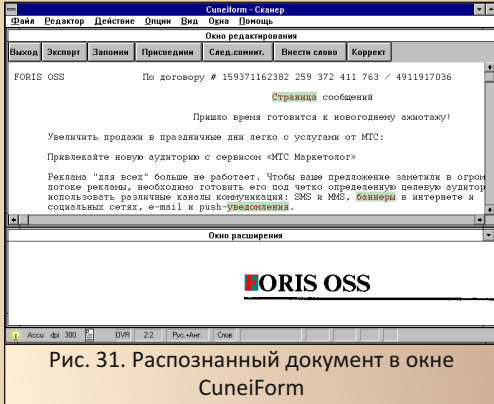 Cuneiform - Сканер
Файл Редактор Действие Опции Вид Окна Помощь
Окно редактирования
Выход Экспорт Запомни Присоедини След.сомнит. Внести слово Коррект
FORIS OSS По договору # 159371162382 259 372 411 763 / 4911917036
Страница сообщений
Пришло время готовится к новогоднему ажиотажу!
Увеличить продажи в праздничные дни легко с услугами от МТС:
Привлекайте новую аудиторию с сервисом «МТС Маркетолог»
Реклама "для всех" больше не работает. Чтобы ваше предложение заметили в огром
потоке рекламы, необходимо готовить его под четко определенную целевую аудитор
использовать различные каналы коммуникаций: SMS и MMS, баннеры в интернете и
социальных сетях, e-mail и push-уведомления.
Окно расширения
FORIS OSS
Accu dpi 300 OVR 2:2 Рус.+Анг. Слов
Рис. 31. Распознанный документ в окне
CuneiForm